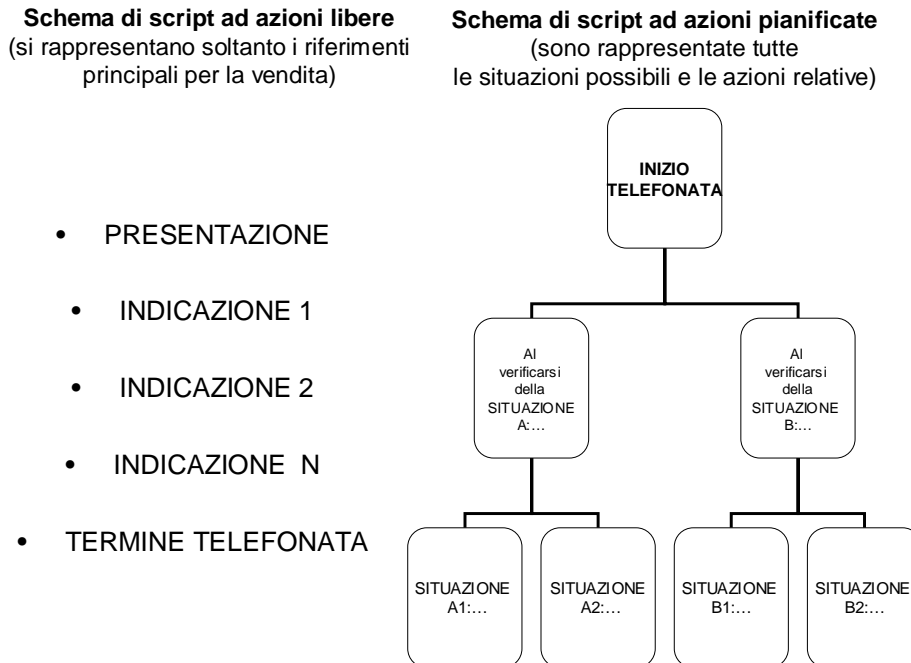 Schema di script ad azioni libere
(si rappresentano soltanto i riferimenti
principali per la vendita)
• PRESENTAZIONE
• INDICAZIONE 1
• INDICAZIONE 2
• INDICAZIONE N
• TERMINE TELEFONATA
Schema di script ad azioni pianificate
(sono rappresentate tutte
le situazioni possibili e le azioni relative)
INIZIO
TELEFONATA
Al
verificarsi
della
SITUAZIONE
A:…
Al
verificarsi
della
SITUAZIONE
B:…
SITUAZIONE
A1:…
SITUAZIONE
A2:…
SITUAZIONE
B1:…
SITUAZIONE
B2:…